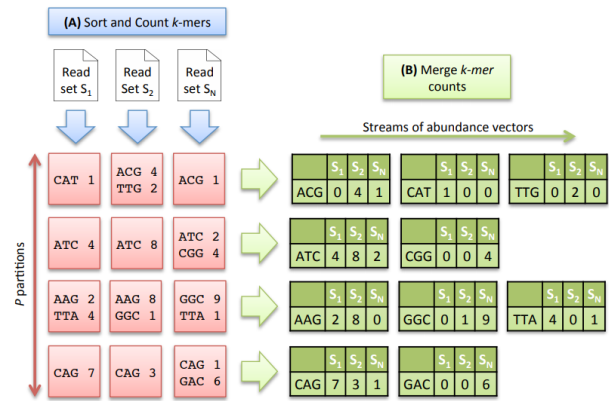 (A) Sort and Count k-mers
Read set S1
Read Set S2
Read set SN
(B) Merge k-mer counts
Streams of abundance vectors
P partitions
CAT 1
ACG 4
TTG 2
ACG 1
S1 S2 SN
ACG 0 4 1
S1 S2 SN
CAT 1 0 0
S1 S2 SN
TTG 0 2 0
ATC 4
ATC 8
ATC 2
CGG 4
S1 S2 SN
ATC 4 8 2
S1 S2 SN
CGG 0 0 4
AAG 2
TTA 4
AAG 8
GGC 1
GGC 9
TTA 1
S1 S2 SN
AAG 2 8 0
S1 S2 SN
GGC 0 1 9
S1 S2 SN
TTA 4 0 1
CAG 7
CAG 3
CAG 1
GAC 6
S1 S2 SN
CAG 7 3 1
S1 S2 SN
GAC 0 0 6